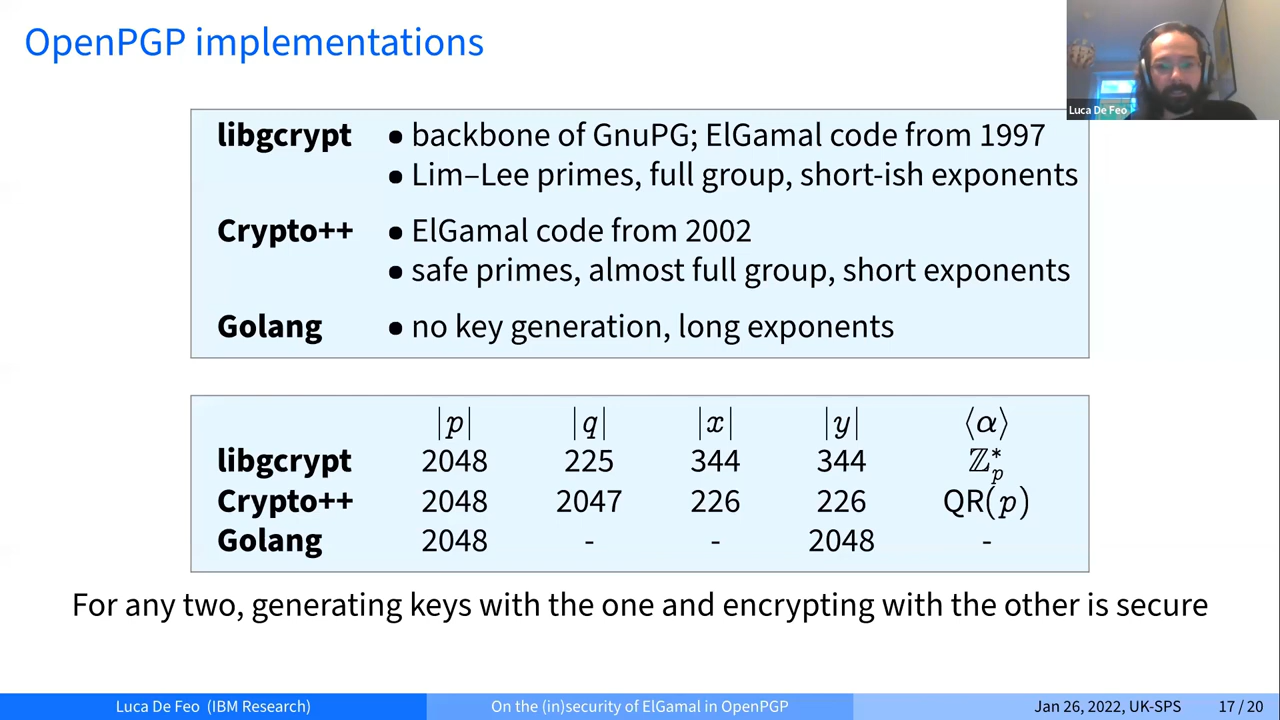 OpenPGP implementations
Luca De Feo
libgcrypt • backbone of GnuPG; ElGamal code from 1997
• Lim–Lee primes, full group, short-ish exponents
Crypto++ • ElGamal code from 2002
• safe primes, almost full group, short exponents
Golang • no key generation, long exponents
|p| |q| |x| |y| ⟨α⟩
libgcrypt 2048 225 344 344 ℤ*p
Crypto++ 2048 2047 226 226 QR(p)
Golang 2048 - - 2048 -
For any two, generating keys with the one and encrypting with the other is secure
Luca De Feo (IBM Research) On the (in)security of ElGamal in OpenPGP Jan 26, 2022, UK-SPS 17 / 20